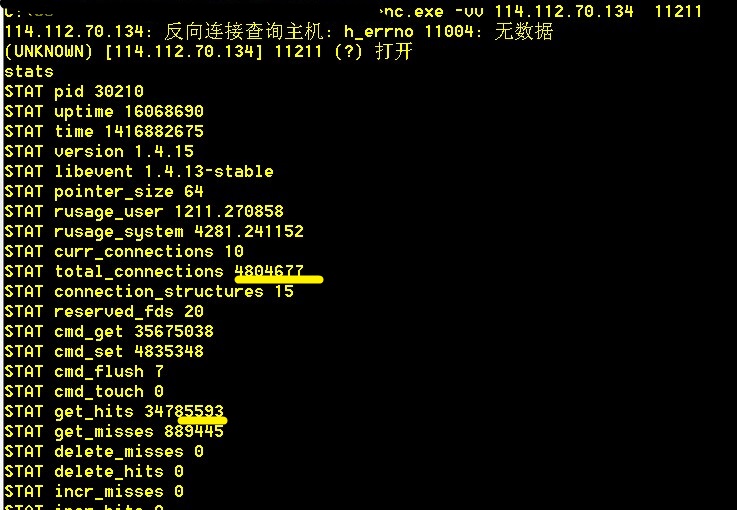 nc.exe -vv 114.112.70.134  11211
114.112.70.134: 反向连接查询主机: h_errno 11004: 无数据
(UNKNOWN) [114.112.70.134] 11211 (?) 打开
stats
STAT pid 30210
STAT uptime 16068690
STAT time 1416882675
STAT version 1.4.15
STAT libevent 1.4.13-stable
STAT pointer_size 64
STAT rusage_user 1211.270858
STAT rusage_system 4281.241152
STAT curr_connections 10
STAT total_connections 4804677
STAT connection_structures 15
STAT reserved_fds 20
STAT cmd_get 35675038
STAT cmd_set 4835348
STAT cmd_flush 7
STAT cmd_touch 0
STAT get_hits 34785593
STAT get_misses 889445
STAT delete_misses 0
STAT delete_hits 0
STAT incr_misses 0
STAT incr_hits 0